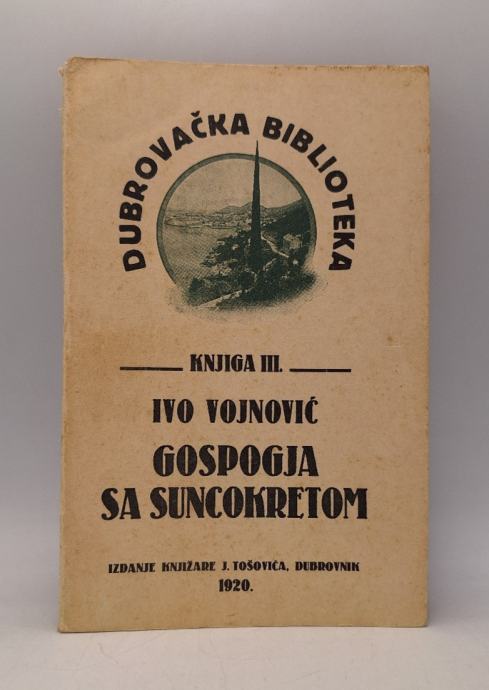 DUBROVAČKA BIBLIOTEKA
KNJIGA III.
IVO VOJNOVIĆ
GOSPOGJA
SA SUNCOKRETOM
IZDANJE KNJIŽARE J. TOŠOVIĆA, DUBROVNIK
1920.